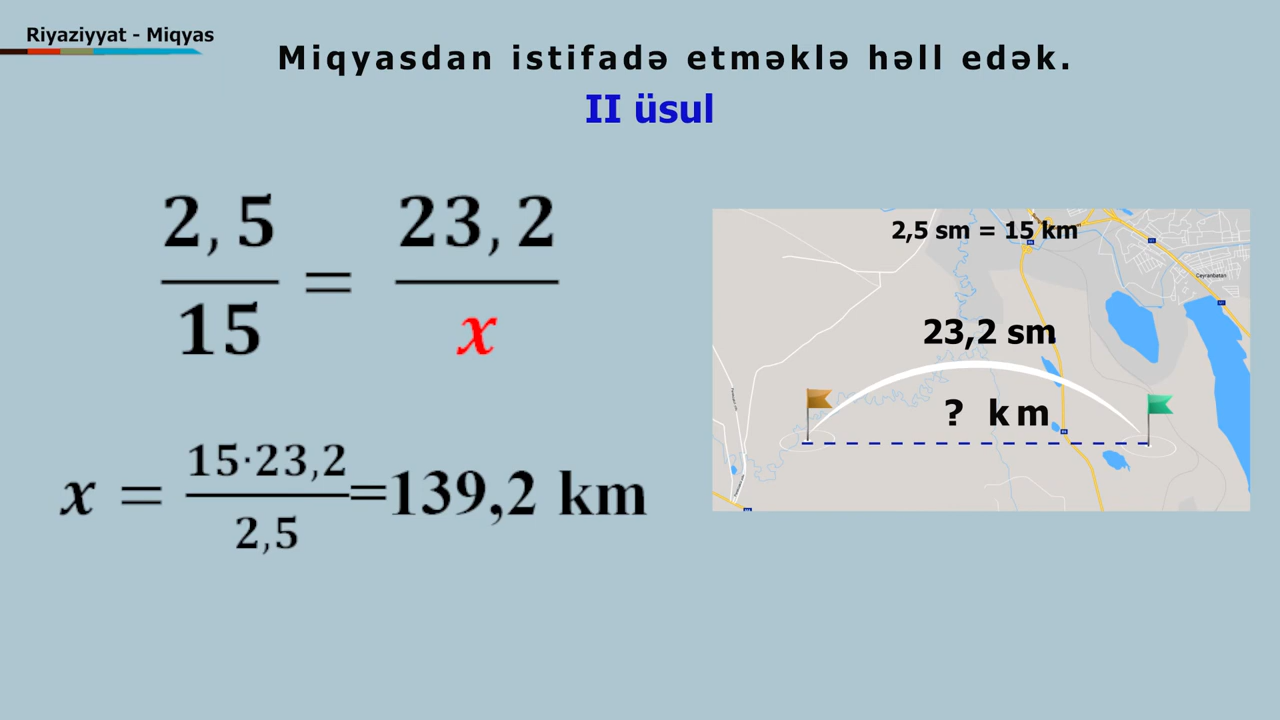 Riyaziyyat - Miqyas
Miqyasdan istifadə etməklə həll edək.
II üsul
2,5/15 = 23,2/x
x = 15·23,2/2,5 =139,2 km
2,5 sm = 15 km
Ceyranbatan
23,2 sm
? km